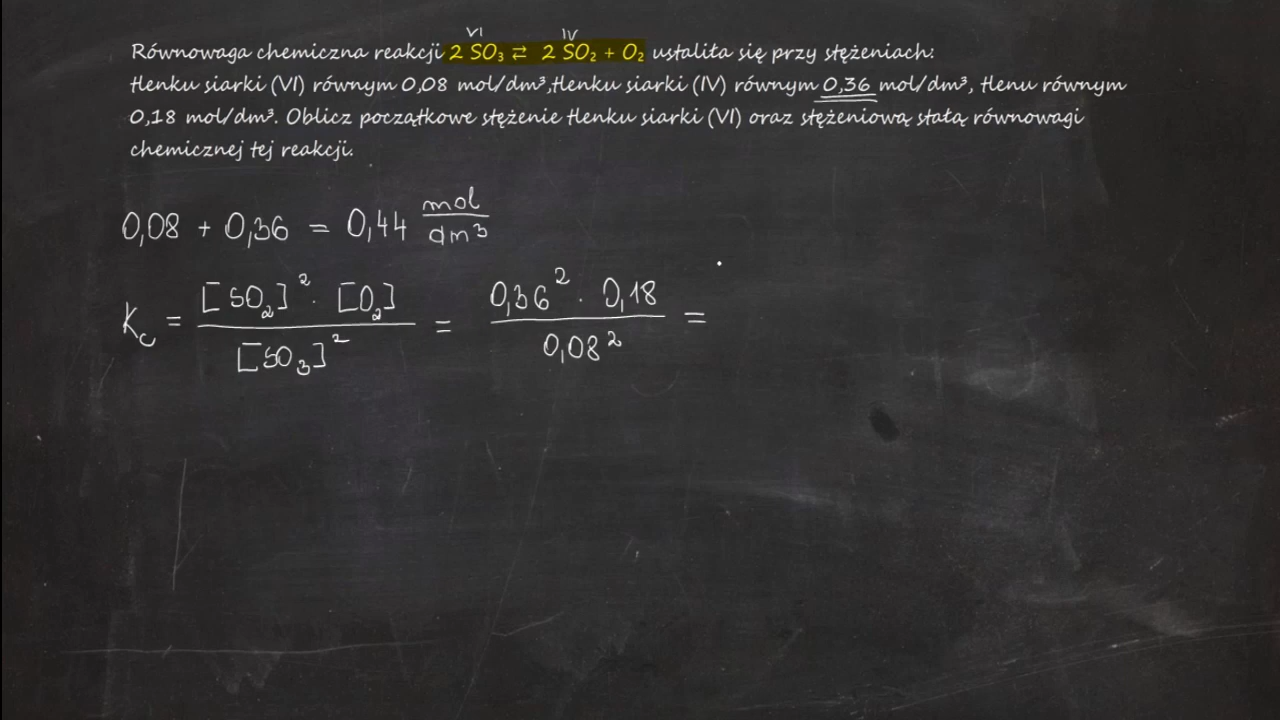 VI IV
Równowaga chemiczna reakcji 2 SO₃ ⇄ 2 SO₂ + O₂ ustaliła się przy stężeniach:
tlenku siarki (VI) równym 0,08 mol/dm³,tlenku siarki (IV) równym 0,36 mol/dm³, tlenu równym
0,18 mol/dm³. Oblicz początkowe stężenie tlenku siarki (VI) oraz stężeniową stałą równowagi
chemicznej tej reakcji.
0,08 + 0,36 = 0,44 mol/dm³
K_c = [SO₂]² · [O₂] / [SO₃]² = 0,36² · 0,18 / 0,08² =